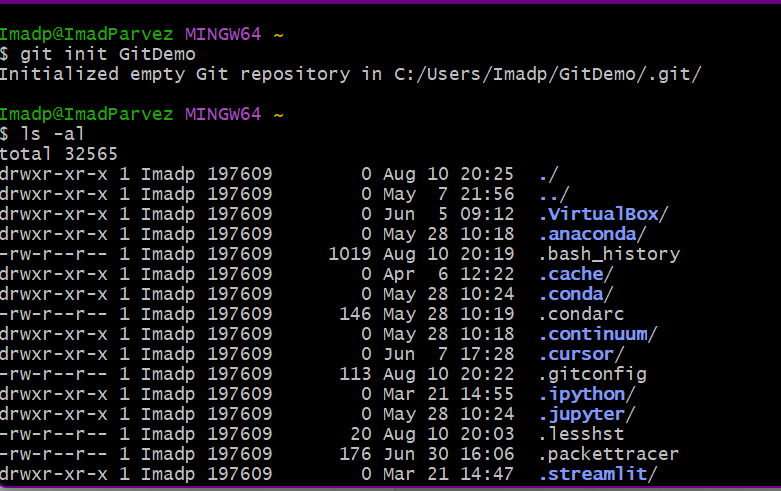 Imadp@ImadParvez MINGW64 ~
$ git init GitDemo
Initialized empty Git repository in C:/Users/Imadp/GitDemo/.git/
Imadp@ImadParvez MINGW64 ~
$ ls -al
total 32565
drwxr-xr-x 1 Imadp 197609 0 Aug 10 20:25 ./
drwxr-xr-x 1 Imadp 197609 0 May 7 21:56 ../
drwxr-xr-x 1 Imadp 197609 0 Jun 5 09:12 .VirtualBox/
drwxr-xr-x 1 Imadp 197609 0 May 28 10:18 .anaconda/
-rw-r--r-- 1 Imadp 197609 1019 Aug 10 20:19 .bash_history
drwxr-xr-x 1 Imadp 197609 0 Apr 6 12:22 .cache/
drwxr-xr-x 1 Imadp 197609 0 May 28 10:24 .conda/
-rw-r--r-- 1 Imadp 197609 146 May 28 10:19 .condarc
drwxr-xr-x 1 Imadp 197609 0 May 28 10:18 .continuum/
drwxr-xr-x 1 Imadp 197609 0 Jun 7 17:28 .cursor/
-rw-r--r-- 1 Imadp 197609 113 Aug 10 20:22 .gitconfig
drwxr-xr-x 1 Imadp 197609 0 Mar 21 14:55 .ipython/
drwxr-xr-x 1 Imadp 197609 0 May 28 10:24 .jupyter/
-rw-r--r-- 1 Imadp 197609 20 Aug 10 20:03 .lesshst
-rw-r--r-- 1 Imadp 197609 176 Jun 30 16:06 .packettracer
drwxr-xr-x 1 Imadp 197609 0 Mar 21 14:47 .streamlit/